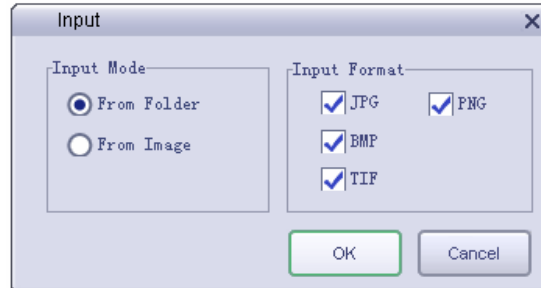 Input
Input Mode
From Folder
From Image
Input Format
JPG PNG
BMP
TIF
OK Cancel